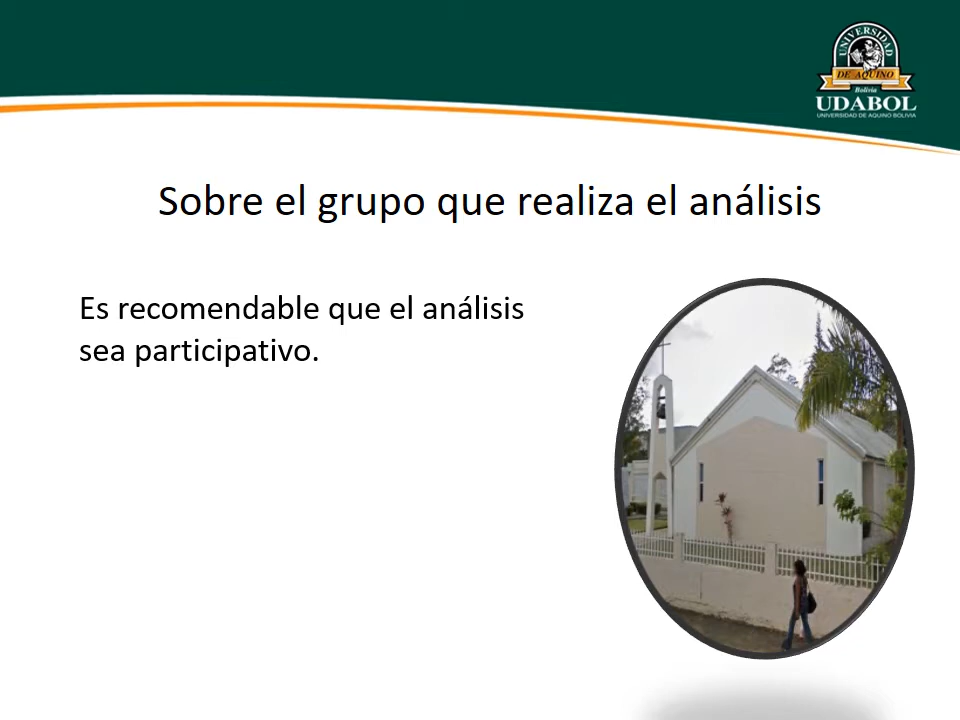 UNIVERSIDAD
DE AQUINO
Bolivia
UDABOL
UNIVERSIDAD DE AQUINO BOLIVIA
Sobre el grupo que realiza el análisis
Es recomendable que el análisis
sea participativo.